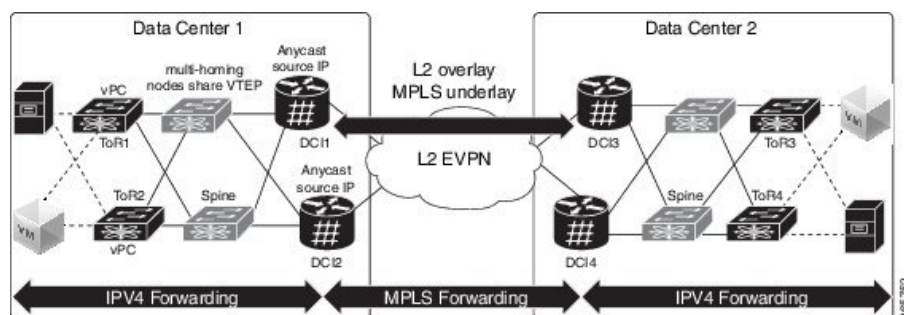 Data Center 1
Data Center 2
Anycast
source IP
multi-homing
nodes share VTEP
vPC
L2 overlay
MPLS underlay
VM
ToR1
DCI1
DCI3
ToR3
L2 EVPN
Anycast
source IP
ToR2
Spine
Spine
ToR4
VM
vPC
DCI2
DCI4
IPV4 Forwarding
MPLS Forwarding
IPV4 Forwarding